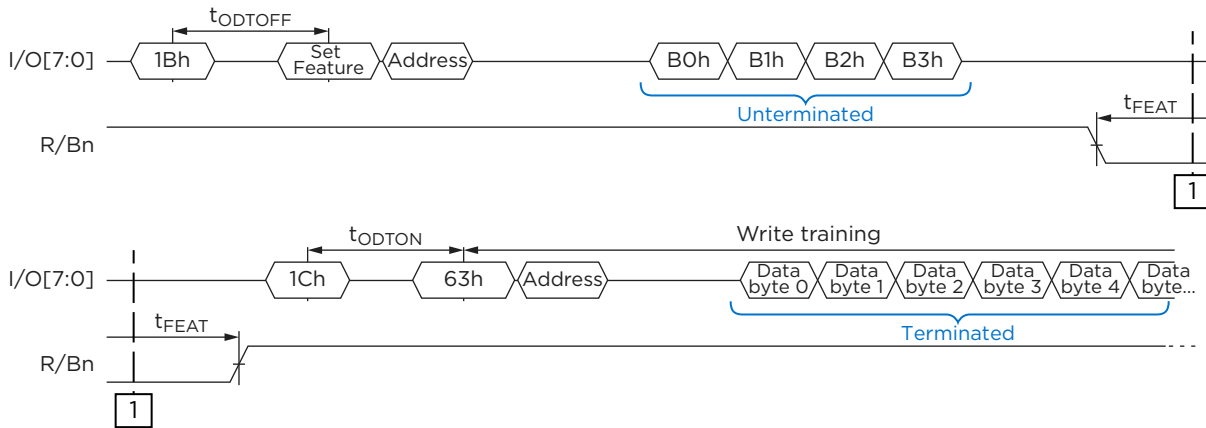 tODTOFF
I/O[7:0] 1Bh Set Feature Address B0h B1h B2h B3h
Unterminated
tFEAT
R/Bn
1
tODTON Write training
I/O[7:0] 1Ch 63h Address Data byte 0 Data byte 1 Data byte 2 Data byte 3 Data byte 4 Data byte...
Terminated
tFEAT
R/Bn
1